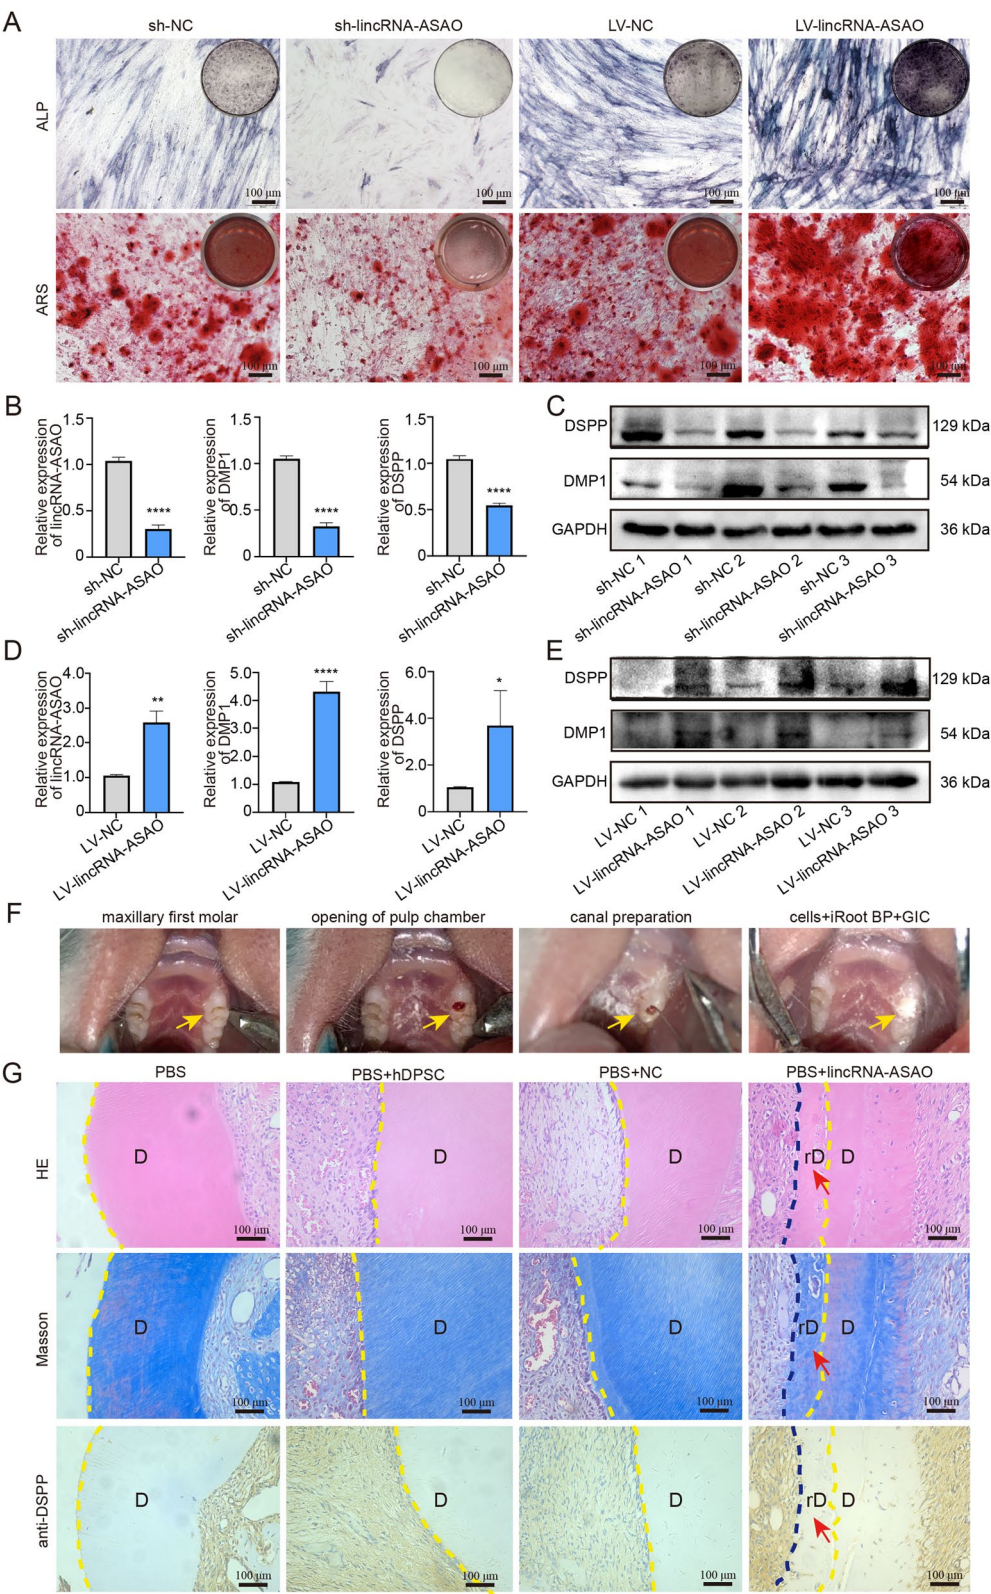 A
sh-NC
sh-lincRNA-ASAO
LV-NC
LV-lincRNA-ASAO
ALP
100 μm
100 μm
100 μm
100 μm
ARS
100 μm
100 μm
100 μm
100 μm
B
Relative expression
of lincRNA-ASAO
1.5
1.0
0.5
0
****
sh-NC
sh-lincRNA-ASAO
Relative expression
of DMP1
1.5
1.0
0.5
0
****
sh-NC
sh-lincRNA-ASAO
Relative expression
of DSPP
1.5
1.0
0.5
0
****
sh-NC
sh-lincRNA-ASAO
C
DSPP
129 kDa
DMP1
54 kDa
GAPDH
36 kDa
sh-NC 1
sh-lincRNA-ASAO 1
sh-NC 2
sh-lincRNA-ASAO 2
sh-NC 3
sh-lincRNA-ASAO 3
D
Relative expression
of lincRNA-ASAO
4.0
3.0
2.0
1.0
0
**
LV-NC
LV-lincRNA-ASAO
Relative expression
of DMP1
5.0
4.0
3.0
2.0
1.0
0
****
LV-NC
LV-lincRNA-ASAO
Relative expression
of DSPP
6.0
4.0
2.0
0
*
LV-NC
LV-lincRNA-ASAO
E
DSPP
129 kDa
DMP1
54 kDa
GAPDH
36 kDa
LV-NC 1
LV-lincRNA-ASAO 1
LV-NC 2
LV-lincRNA-ASAO 2
LV-NC 3
LV-lincRNA-ASAO 3
F
maxillary first molar
opening of pulp chamber
canal preparation
cells+iRoot BP+GIC
G
PBS
PBS+hDPSC
PBS+NC
PBS+lincRNA-ASAO
HE
D
100 μm
D
100 μm
D
100 μm
rD
D
100 μm
Masson
D
100 μm
D
100 μm
D
100 μm
rD
D
100 μm
anti-DSPP
D
100 μm
D
100 μm
D
100 μm
rD
D
100 μm